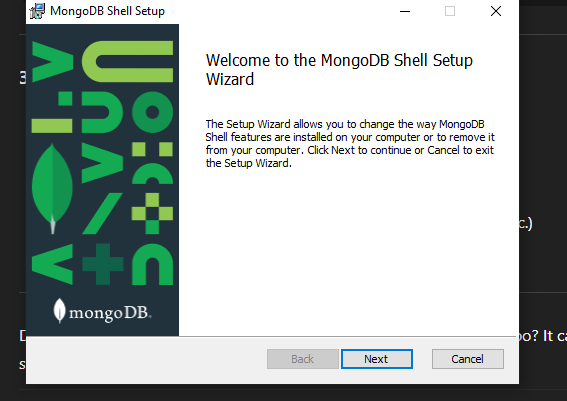 MongoDB Shell Setup
Welcome to the MongoDB Shell Setup
Wizard
The Setup Wizard allows you to change the way MongoDB
Shell features are installed on your computer or to remove it
from your computer. Click Next to continue or Cancel to exit
the Setup Wizard.
3
c.)
mongoDB®
D
oo? It ca
s
Back
Next
Cancel